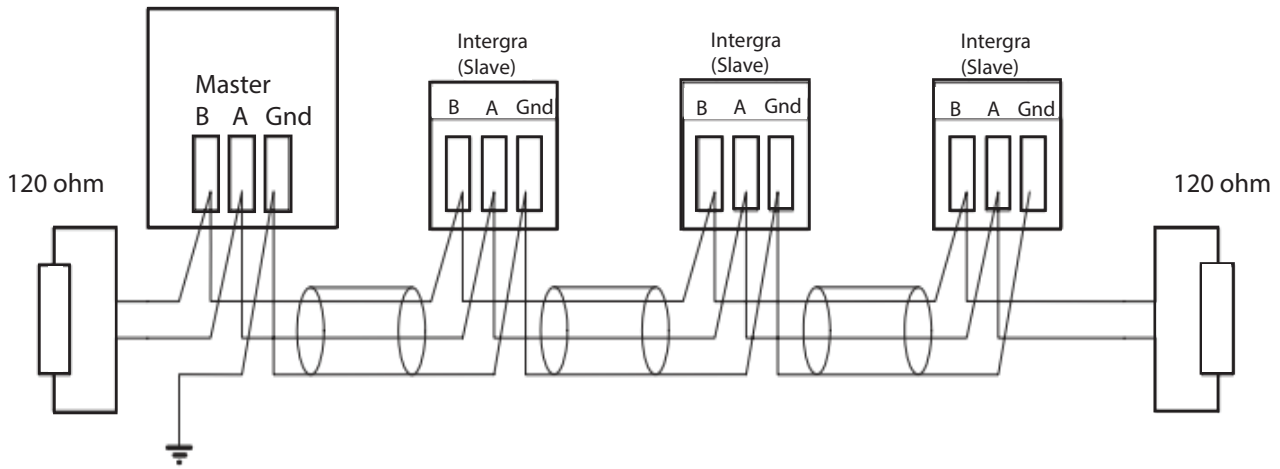 Master
B A Gnd
Intergra
(Slave)
B A Gnd
Intergra
(Slave)
B A Gnd
Intergra
(Slave)
B A Gnd
120 ohm
120 ohm